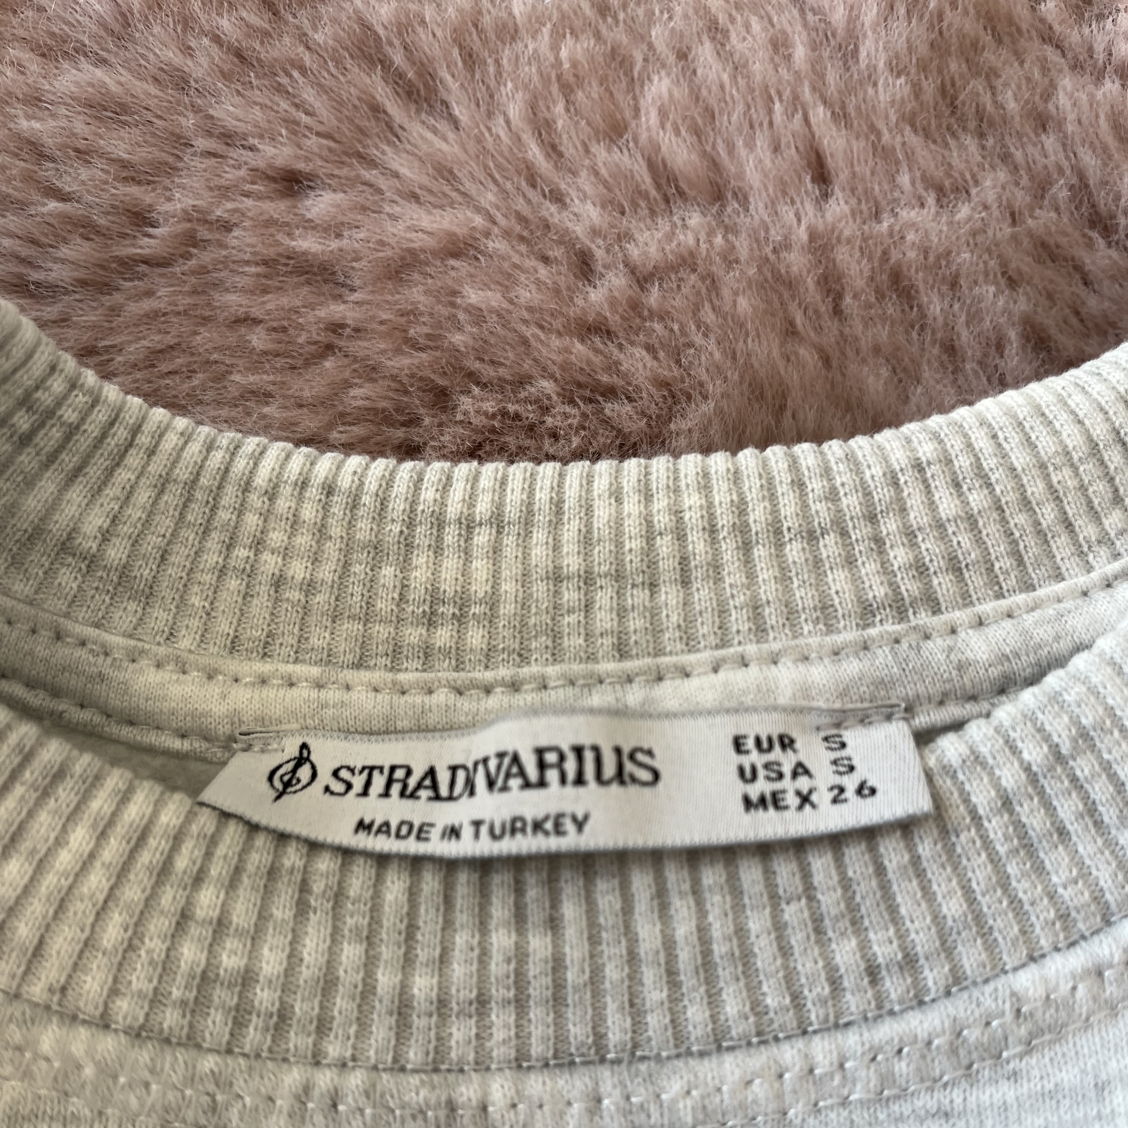 STRADIVARIUS
MADE IN TURKEY
EUR S
USA S
MEX 26